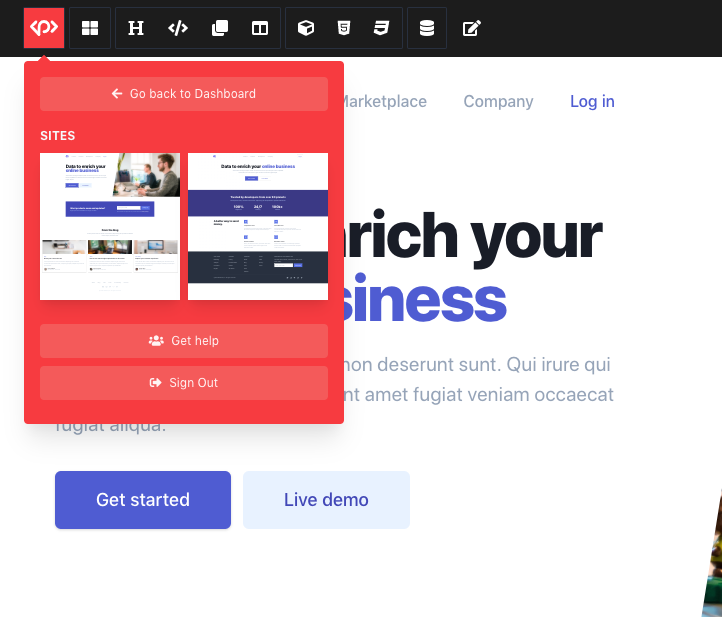 Go back to Dashboard
Marketplace
Company
Log in
SITES
Data to enrich your
online business
Data to enrich your online business
nrich your
siness
Get help
non deserunt sunt. Qui irure qui
Sign Out
nt amet fugiat veniam occaecat
fugiat aliqua.
Get started
Live demo